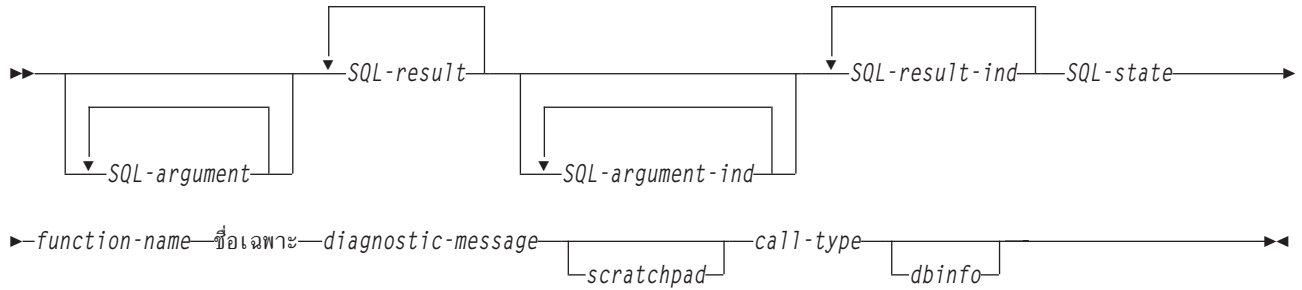 SQL-result SQL-result-ind SQL-state
SQL-argument SQL-argument-ind
function-name ชื่อเฉพาะ diagnostic-message call-type
scratchpad dbinfo